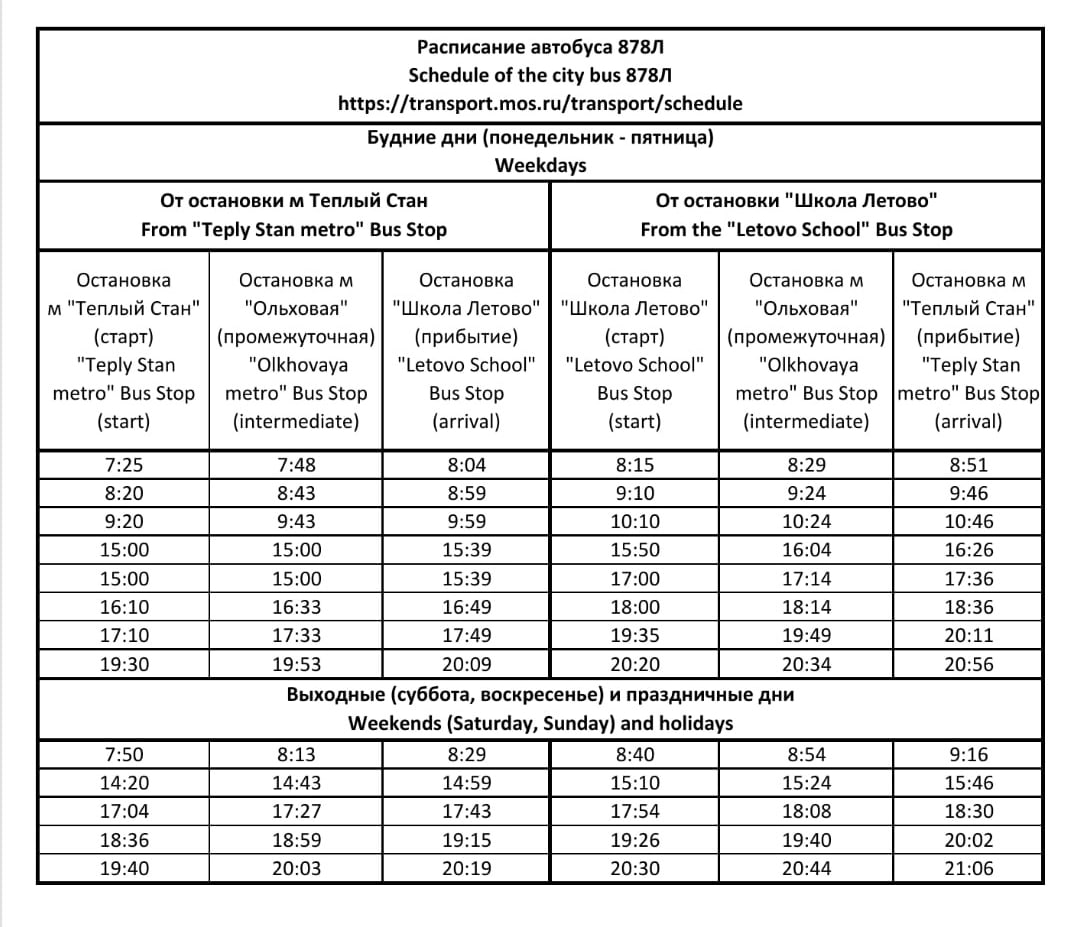 Расписание автобуса 878Л
Schedule of the city bus 878Л
https://transport.mos.ru/transport/schedule
Будние дни (понедельник - пятница)
Weekdays
От остановки м Теплый Стан
From "Teply Stan metro" Bus Stop
От остановки "Школа Летово"
From the "Letovo School" Bus Stop
Остановка
м "Теплый Стан"
(старт)
"Teply Stan
metro" Bus Stop
(start)
Остановка м
"Ольховая"
(промежуточная)
"Olkhovaya
metro" Bus Stop
(intermediate)
Остановка
"Школа Летово"
(прибытие)
"Letovo School"
Bus Stop
(arrival)
Остановка
"Школа Летово"
(старт)
"Letovo School"
Bus Stop
(start)
Остановка м
"Ольховая"
(промежуточная)
"Olkhovaya
metro" Bus Stop
(intermediate)
Остановка м
"Теплый Стан"
(прибытие)
"Teply Stan
metro" Bus Stop
(arrival)
7:25 7:48 8:04 8:15 8:29 8:51
8:20 8:43 8:59 9:10 9:24 9:46
9:20 9:43 9:59 10:10 10:24 10:46
15:00 15:00 15:39 15:50 16:04 16:26
15:00 15:00 15:39 17:00 17:14 17:36
16:10 16:33 16:49 18:00 18:14 18:36
17:10 17:33 17:49 19:35 19:49 20:11
19:30 19:53 20:09 20:20 20:34 20:56
Выходные (суббота, воскресенье) и праздничные дни
Weekends (Saturday, Sunday) and holidays
7:50 8:13 8:29 8:40 8:54 9:16
14:20 14:43 14:59 15:10 15:24 15:46
17:04 17:27 17:43 17:54 18:08 18:30
18:36 18:59 19:15 19:26 19:40 20:02
19:40 20:03 20:19 20:30 20:44 21:06